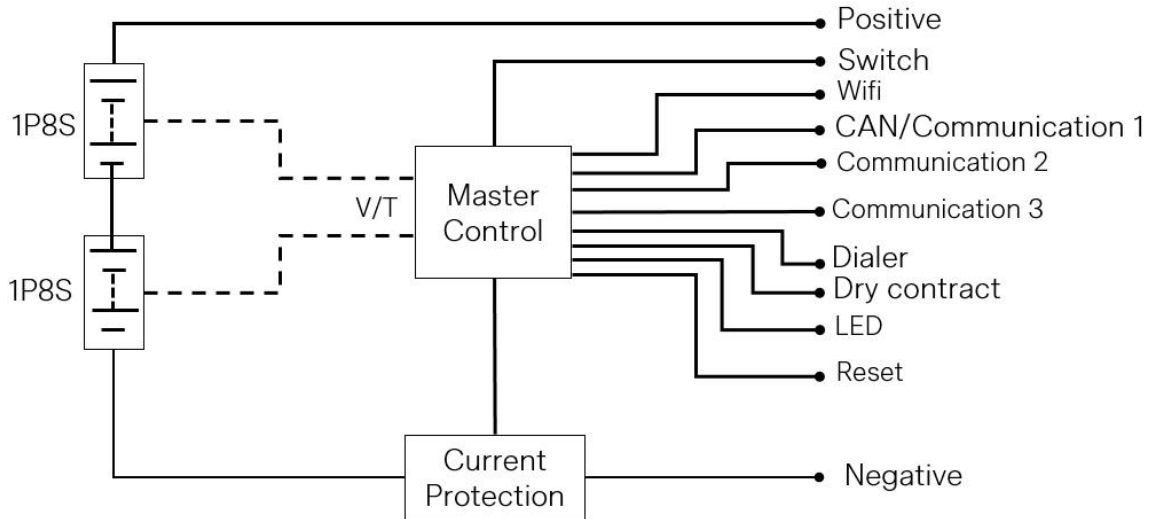 Positive
Switch
Wifi
1P8S
CAN/Communication 1
Communication 2
V/T
Master
Control
Communication 3
Dialer
1P8S
Dry contract
LED
Reset
Current
Protection
Negative